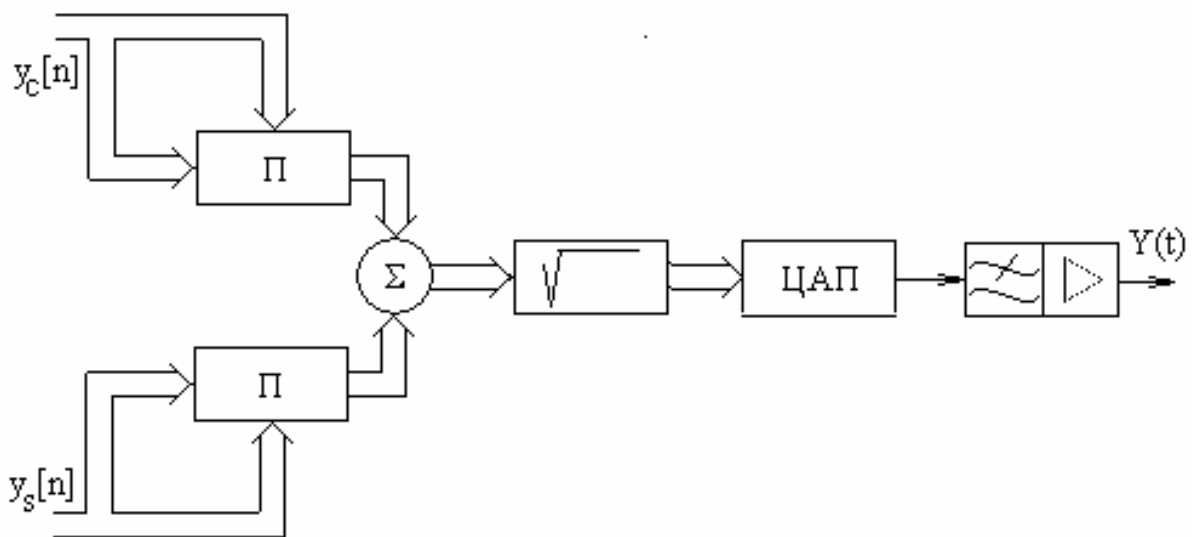 y_C[n]
П
Y(t)
Σ
√
ЦАП
П
y_S[n]